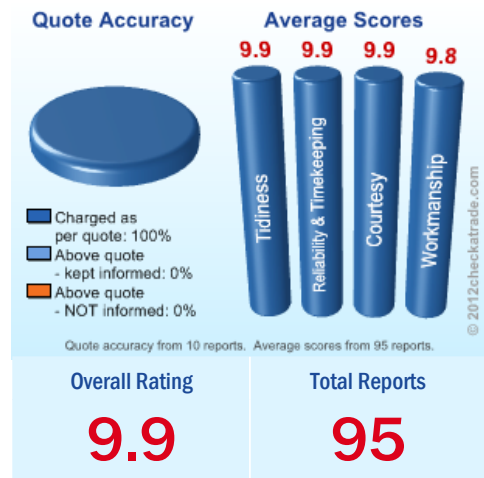 Quote Accuracy
Average Scores
9.9 9.9 9.9 9.8
Tidiness
Reliability & Timekeeping
Courtesy
Workmanship
Charged as
per quote: 100%
Above quote
- kept informed: 0%
Above quote
- NOT informed: 0%
© 2012checkatrade.com
Quote accuracy from 10 reports. Average scores from 95 reports.
Overall Rating
9.9
Total Reports
95